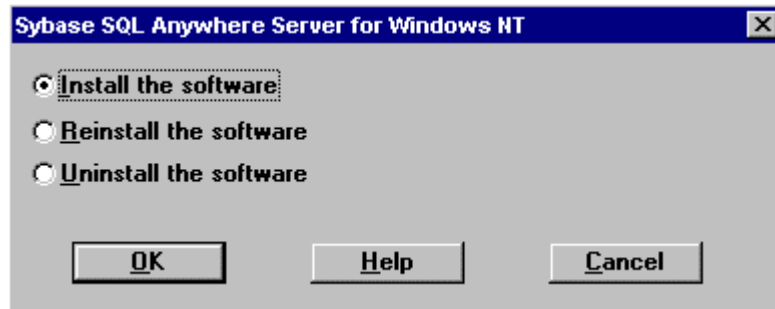 Sybase SQL Anywhere Server for Windows NT
Install the software
Reinstall the software
Uninstall the software
OK Help Cancel